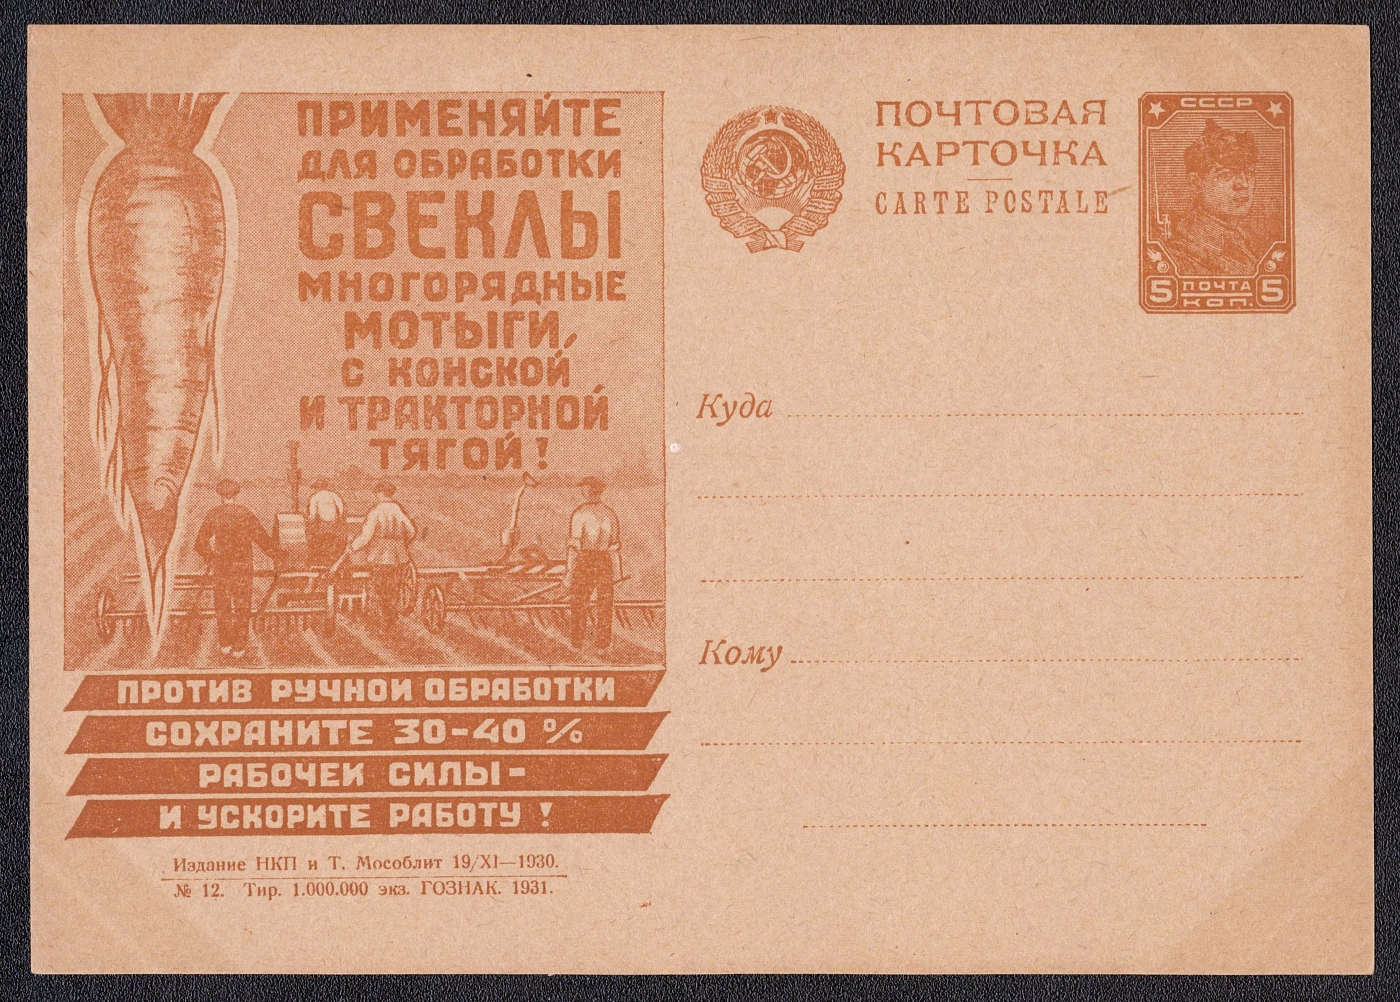 ПРИМЕНЯЙТЕ
ДЛЯ ОБРАБОТКИ
СВЕКЛЫ
МНОГОРЯДНЫЕ
МОТЫГИ,
С КОНСКОЙ
И ТРАКТОРНОЙ
ТЯГОЙ!
ПРОТИВ РУЧНОЙ ОБРАБОТКИ
СОХРАНИТЕ 30-40 %
РАБОЧЕЙ СИЛЫ-
И УСКОРИТЕ РАБОТУ!
Издание НКП и Т. Мособлит 19/XI—1930.
№ 12. Тир. 1.000.000 экз. ГОЗНАК. 1931.
ПОЧТОВАЯ
КАРТОЧКА
CARTE POSTALE
СССР
5 ПОЧТА 5
КОП.
Куда
Кому